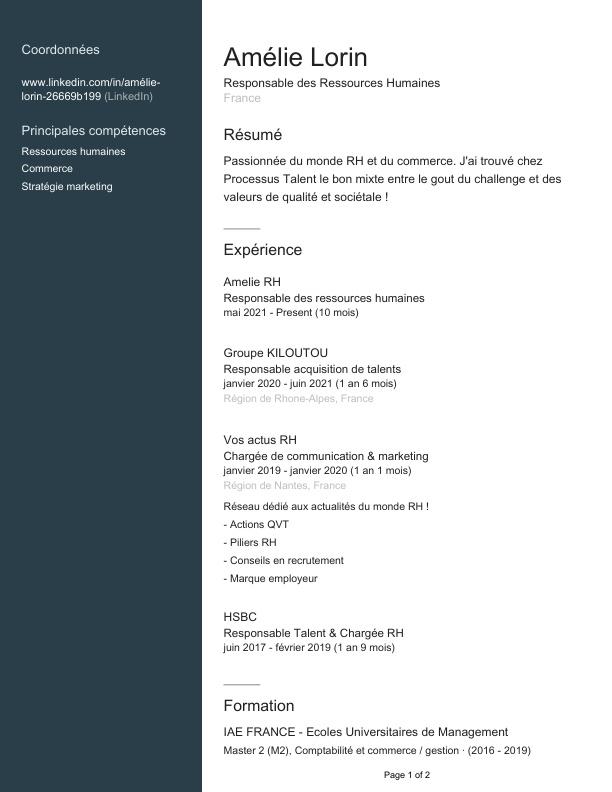 Coordonnées
www.linkedin.com/in/amélie-
lorin-26669b199 (LinkedIn)
Principales compétences
Ressources humaines
Commerce
Stratégie marketing
Amélie Lorin
Responsable des Ressources Humaines
France
Résumé
Passionnée du monde RH et du commerce. J'ai trouvé chez
Processus Talent le bon mixte entre le gout du challenge et des
valeurs de qualité et sociétale !
Expérience
Amelie RH
Responsable des ressources humaines
mai 2021 - Present (10 mois)
Groupe KILOUTOU
Responsable acquisition de talents
janvier 2020 - juin 2021 (1 an 6 mois)
Région de Rhone-Alpes, France
Vos actus RH
Chargée de communication & marketing
janvier 2019 - janvier 2020 (1 an 1 mois)
Région de Nantes, France
Réseau dédié aux actualités du monde RH !
- Actions QVT
- Piliers RH
- Conseils en recrutement
- Marque employeur
HSBC
Responsable Talent & Chargée RH
juin 2017 - février 2019 (1 an 9 mois)
Formation
IAE FRANCE - Ecoles Universitaires de Management
Master 2 (M2), Comptabilité et commerce / gestion · (2016 - 2019)
Page 1 of 2